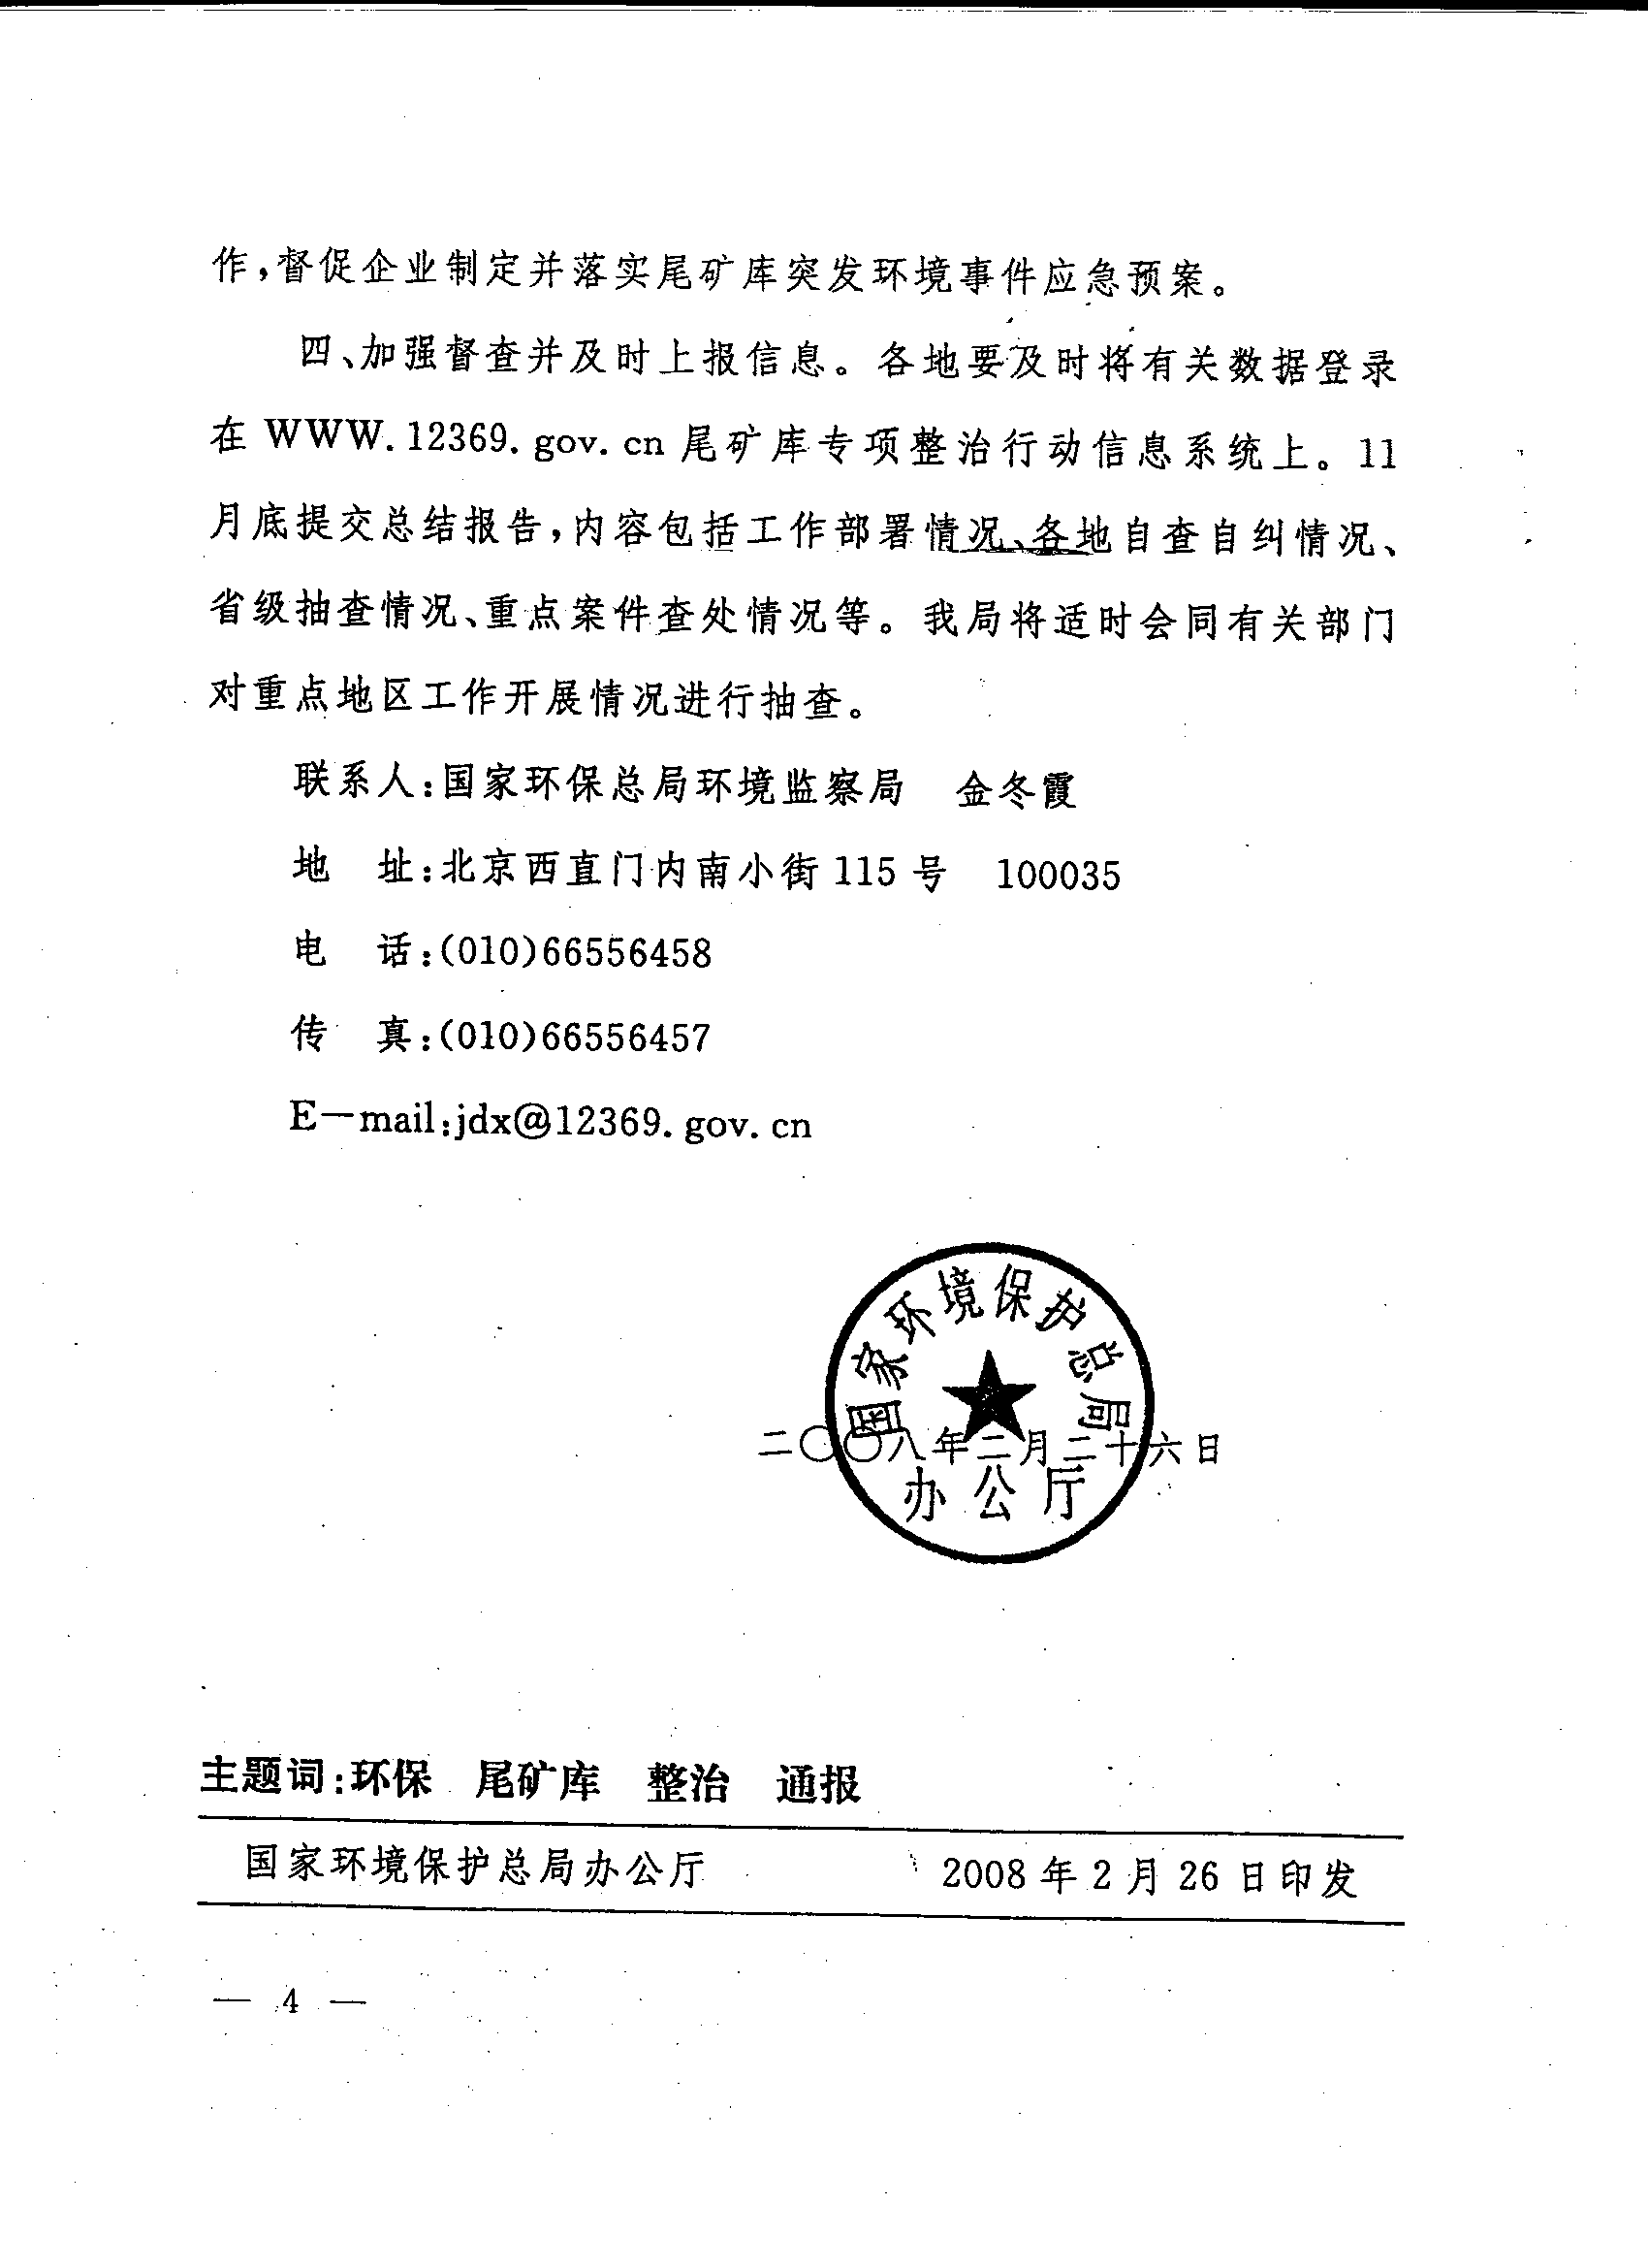 作,督促企业制定并落实尾矿库突发环境事件应急预案。
四、加强督查并及时上报信息。各地要及时将有关数据登录
在 WWW.12369.gov.cn 尾矿库专项整治行动信息系统上。11
月底提交总结报告,内容包括工作部署情况、各地自查自纠情况、
省级抽查情况、重点案件查处情况等。我局将适时会同有关部门
对重点地区工作开展情况进行抽查。
联系人:国家环保总局环境监察局 金冬霞
地 址:北京西直门内南小街 115 号 100035
电 话:(010)66556458
传 真:(010)66556457
E-mail:jdx@12369.gov.cn
国家环境保护总局
二〇〇八年二月二十六日
办公厅
主题词:环保 尾矿库 整治 通报
国家环境保护总局办公厅 2008 年 2 月 26 日印发
— 4 —